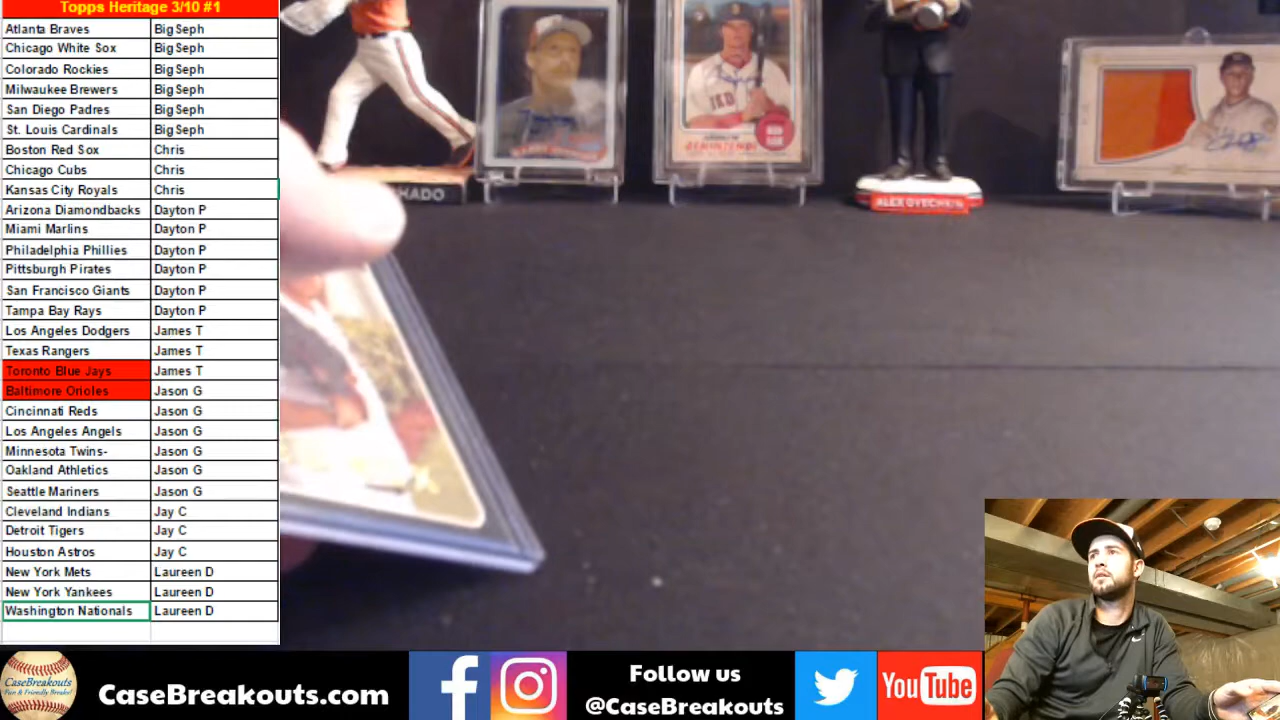 Topps Heritage 3/10 #1
Atlanta Braves Big Seph
Chicago White Sox Big Seph
Colorado Rockies Big Seph
Milwaukee Brewers Big Seph
San Diego Padres Big Seph
St. Louis Cardinals Big Seph
Boston Red Sox Chris
Chicago Cubs Chris
Kansas City Royals Chris
Arizona Diamondbacks Dayton P
Miami Marlins Dayton P
Philadelphia Phillies Dayton P
Pittsburgh Pirates Dayton P
San Francisco Giants Dayton P
Tampa Bay Rays Dayton P
Los Angeles Dodgers James T
Texas Rangers James T
Toronto Blue Jays James T
Baltimore Orioles Jason G
Cincinnati Reds Jason G
Los Angeles Angels Jason G
Minnesota Twins- Jason G
Oakland Athletics Jason G
Seattle Mariners Jason G
Cleveland Indians Jay C
Detroit Tigers Jay C
Houston Astros Jay C
New York Mets Laureen D
New York Yankees Laureen D
Washington Nationals Laureen D
ALEX OVECHKIN
CaseBreakouts
Fun & Friendly Breaks!
CaseBreakouts.com
f
Follow us
@CaseBreakouts
YouTube